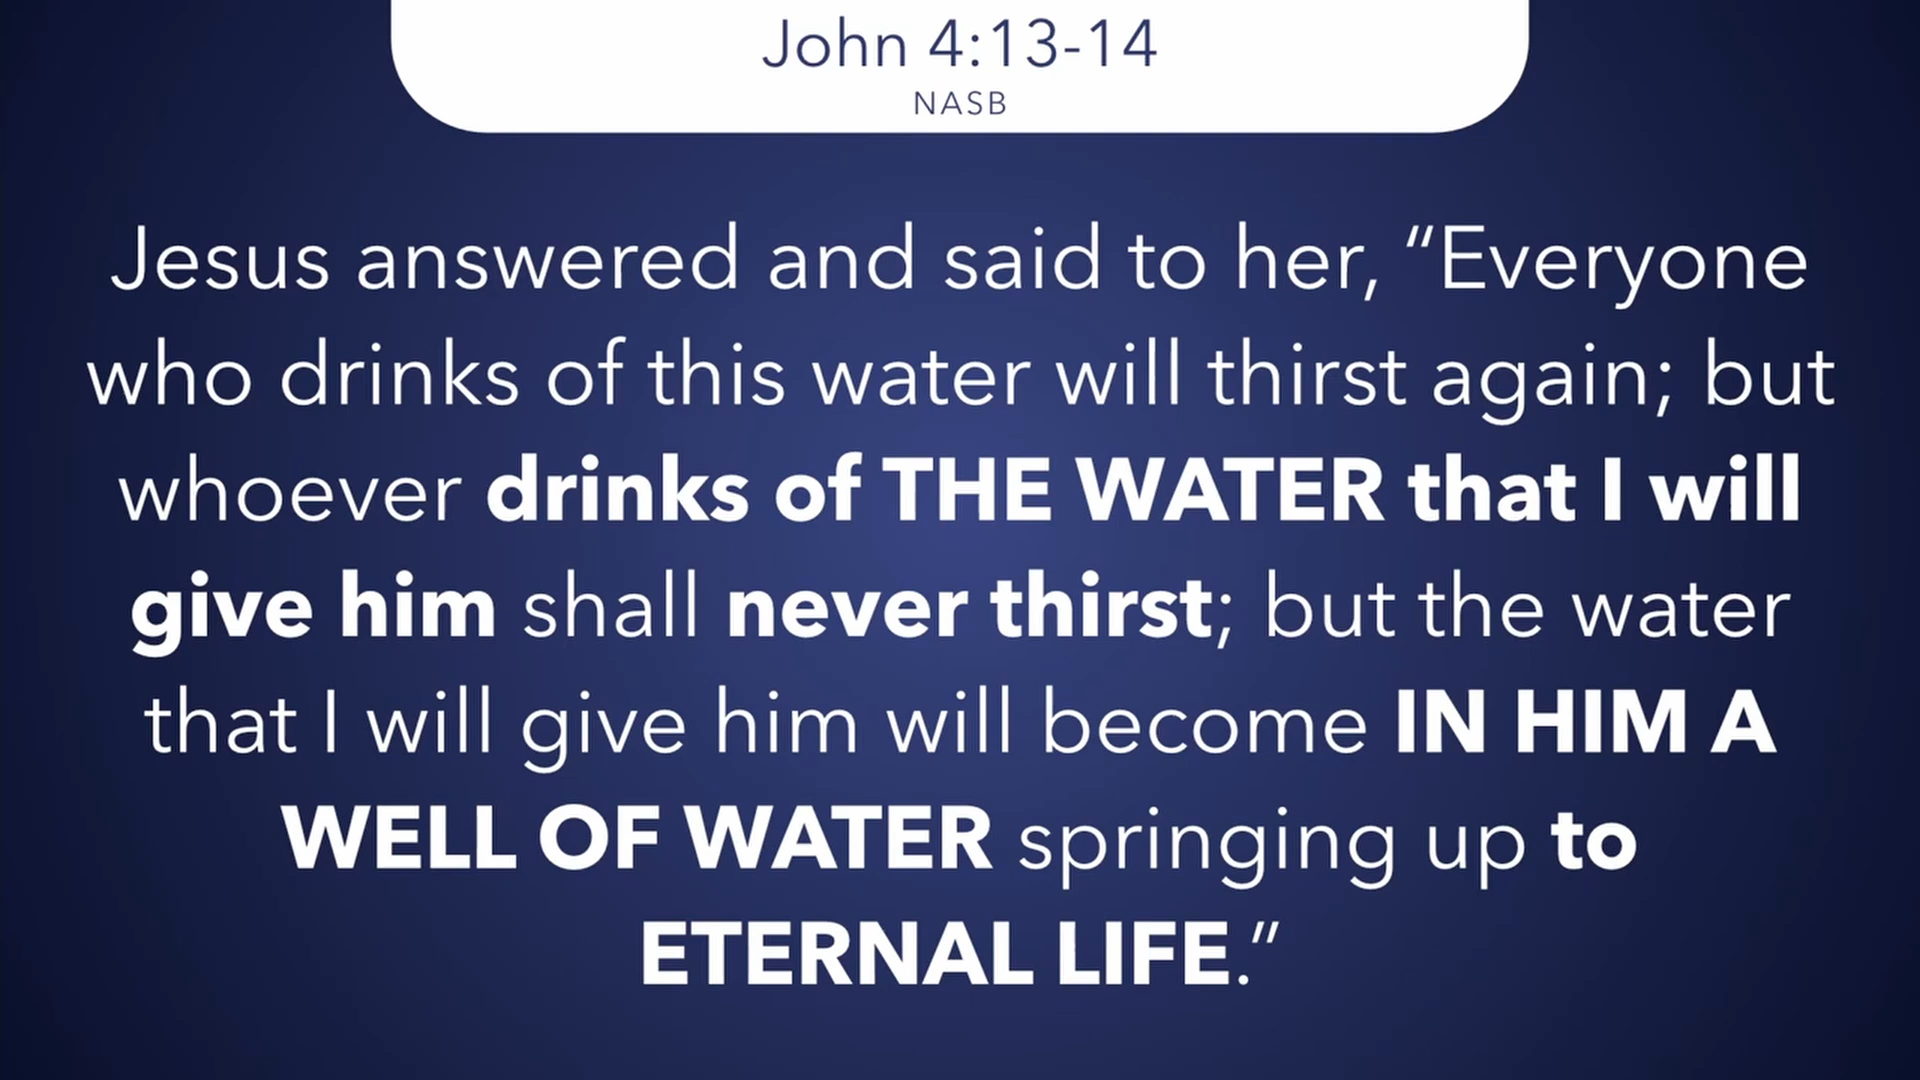 John 4:13-14
NASB
Jesus answered and said to her, “Everyone
who drinks of this water will thirst again; but
whoever drinks of THE WATER that I will
give him shall never thirst; but the water
that I will give him will become IN HIM A
WELL OF WATER springing up to
ETERNAL LIFE.”